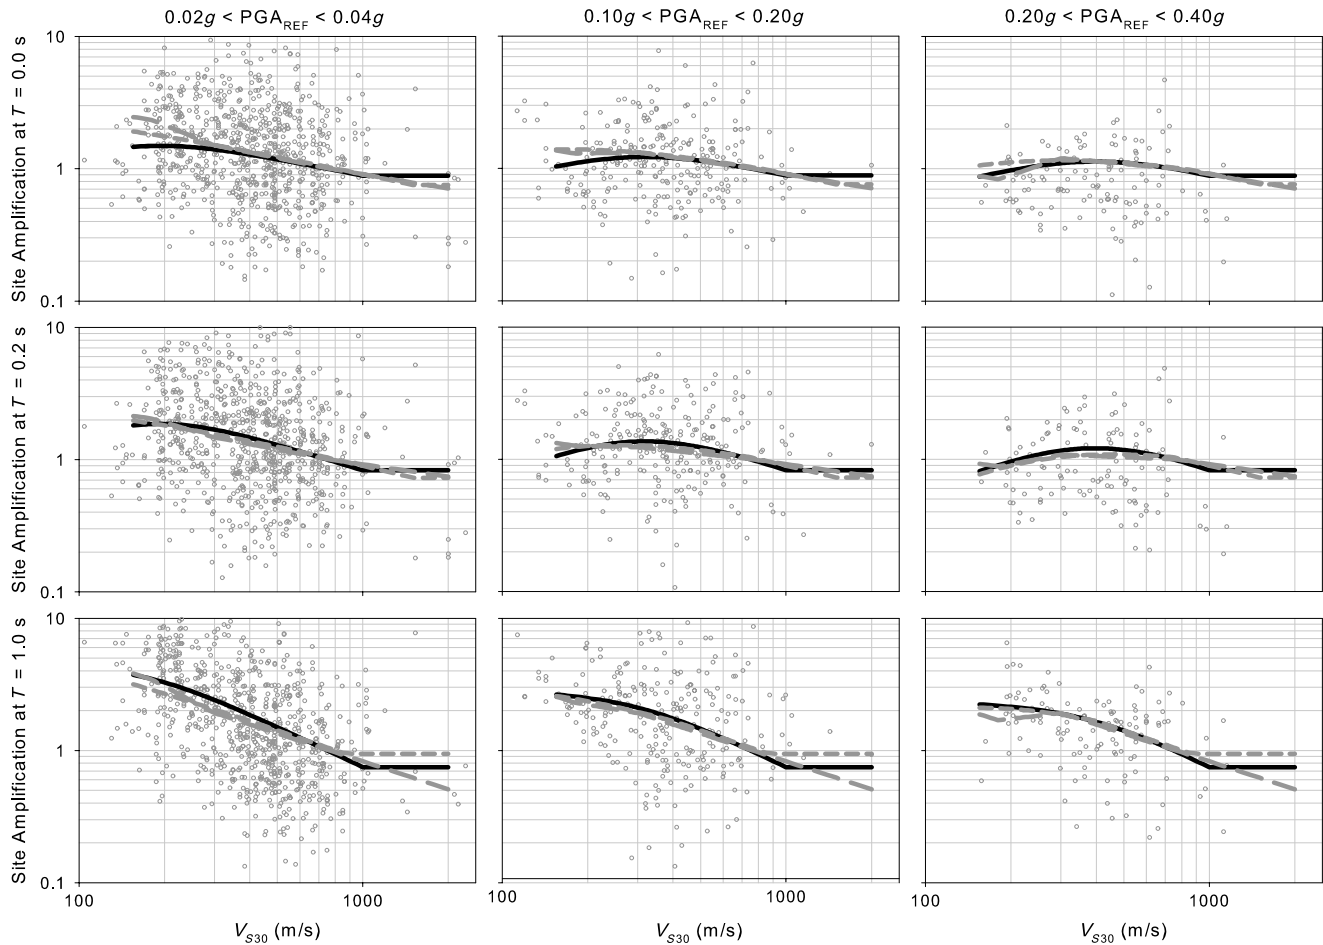 0.02g < PGA_REF < 0.04g
0.10g < PGA_REF < 0.20g
0.20g < PGA_REF < 0.40g
Site Amplification at T = 0.0 s
10
1
0.1
Site Amplification at T = 0.2 s
10
1
0.1
Site Amplification at T = 1.0 s
10
1
0.1
100
1000
100
1000
100
1000
V_S30 (m/s)
V_S30 (m/s)
V_S30 (m/s)